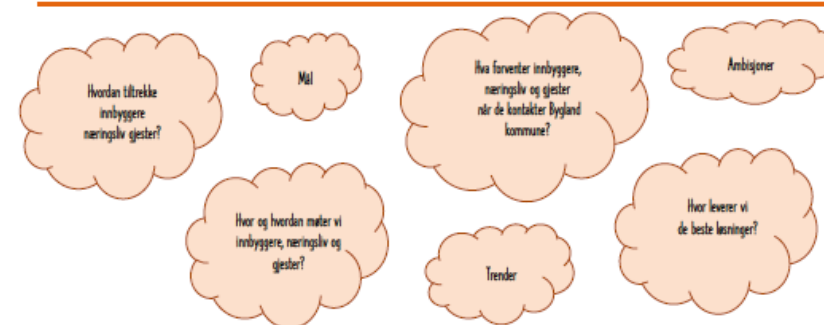 Hvordan tiltrekke
innbyggere
næringsliv gjester?
Mål
Hva forventer innbyggere,
næringsliv og gjester
når de kontakter Bygland
kommune?
Ambisjoner
Hvor og hvordan møter vi
innbyggere, næringsliv og
gjester?
Trender
Hvor leverer vi
de beste løsninger?